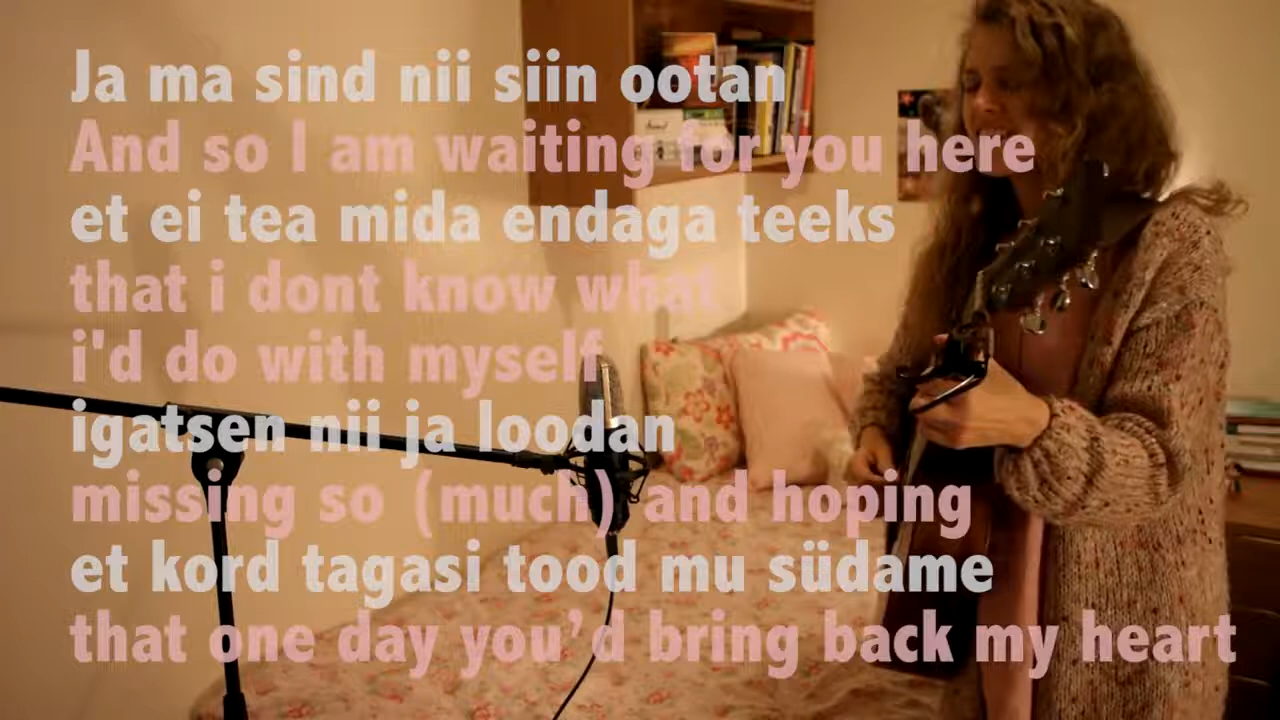 Ja ma sind nii siin ootan
And so I am waiting for you here
et ei tea mida endaga teeks
that i dont know what
i'd do with myself
igatsen nii ja loodan
missing so (much) and hoping
et kord tagasi tood mu südame
that one day you’d bring back my heart